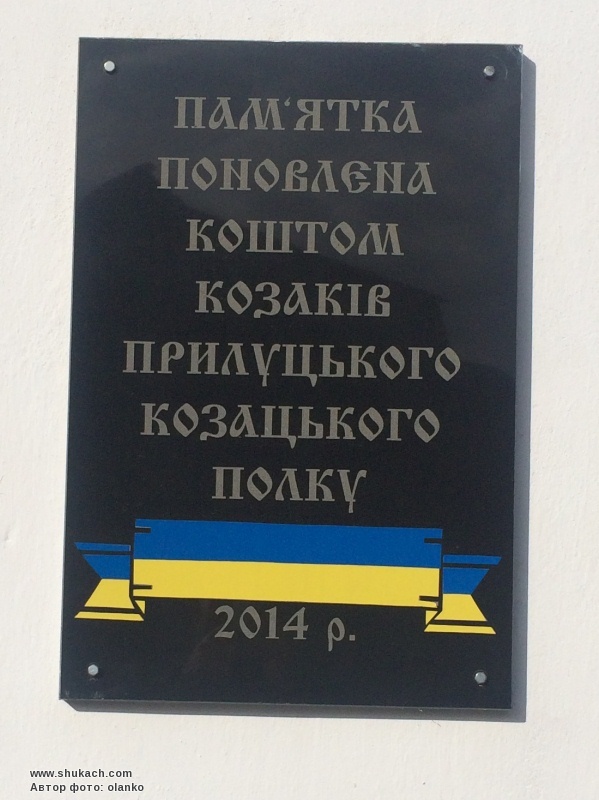 ПАМ‘ЯТКА
ПОНОВЛЕНА
КОШТОМ
КОЗАКІВ
ПРИЛУЦЬКОГО
КОЗАЦЬКОГО
ПОЛКУ
2014 р.
www.shukach.com
Автор фото: olanko